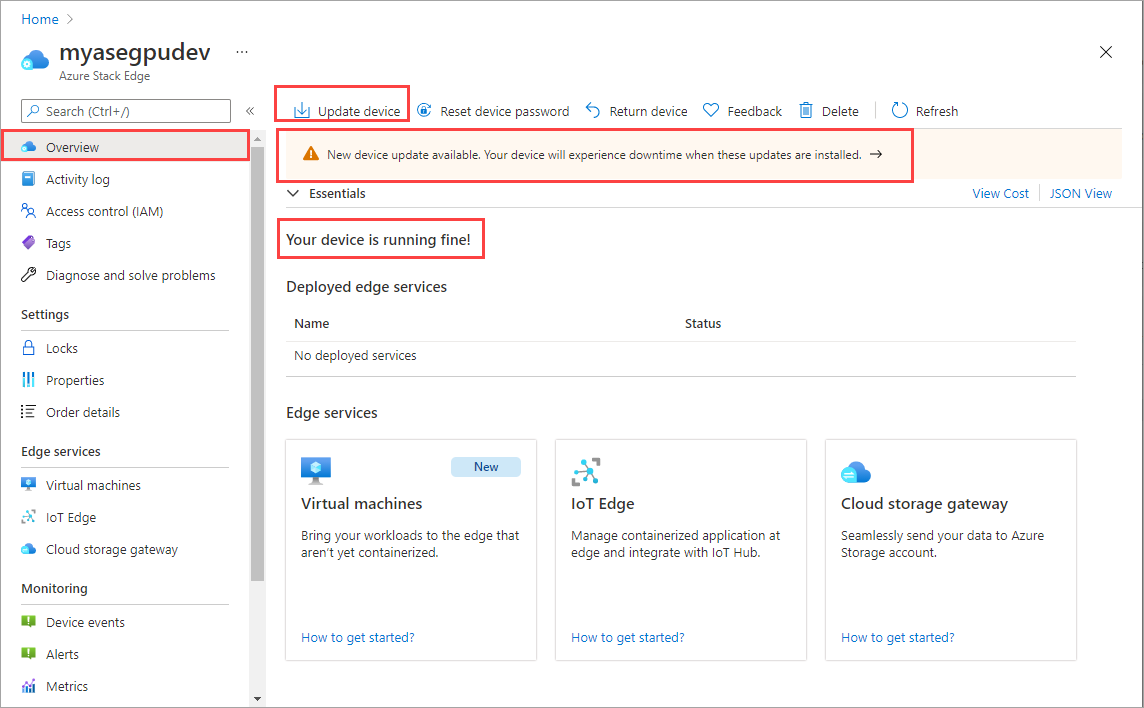 Home
myasegpudev ...
Azure Stack Edge
Search (Ctrl+/)
Overview
Activity log
Access control (IAM)
Tags
Diagnose and solve problems
Settings
Locks
Properties
Order details
Edge services
Virtual machines
IoT Edge
Cloud storage gateway
Monitoring
Device events
Alerts
Metrics
Update device Reset device password Return device Feedback Delete Refresh
New device update available. Your device will experience downtime when these updates are installed. →
Essentials View Cost JSON View
Your device is running fine!
Deployed edge services
Name Status
No deployed services
Edge services
New
Virtual machines
Bring your workloads to the edge that
aren't yet containerized.
How to get started?
IoT Edge
Manage containerized application at
edge and integrate with IoT Hub.
How to get started?
Cloud storage gateway
Seamlessly send your data to Azure
Storage account.
How to get started?